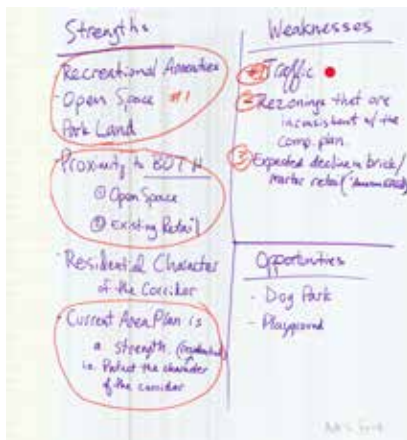 Strengths
Recreational Amenities
- Open Space #1
Park Land
Proximity to BOTH
① Open Space
② Existing Retail
· Residential Character
of the Corridor
· Current Area Plan is
a strength.
i.e. Protect the character
of the corridor
Weaknesses
#1 Traffic
② Rezonings that are
inconsistent w/ the
comp. plan.
③ Expected decline in brick/
mortar retail
Opportunities
- Dog Park
- Playground